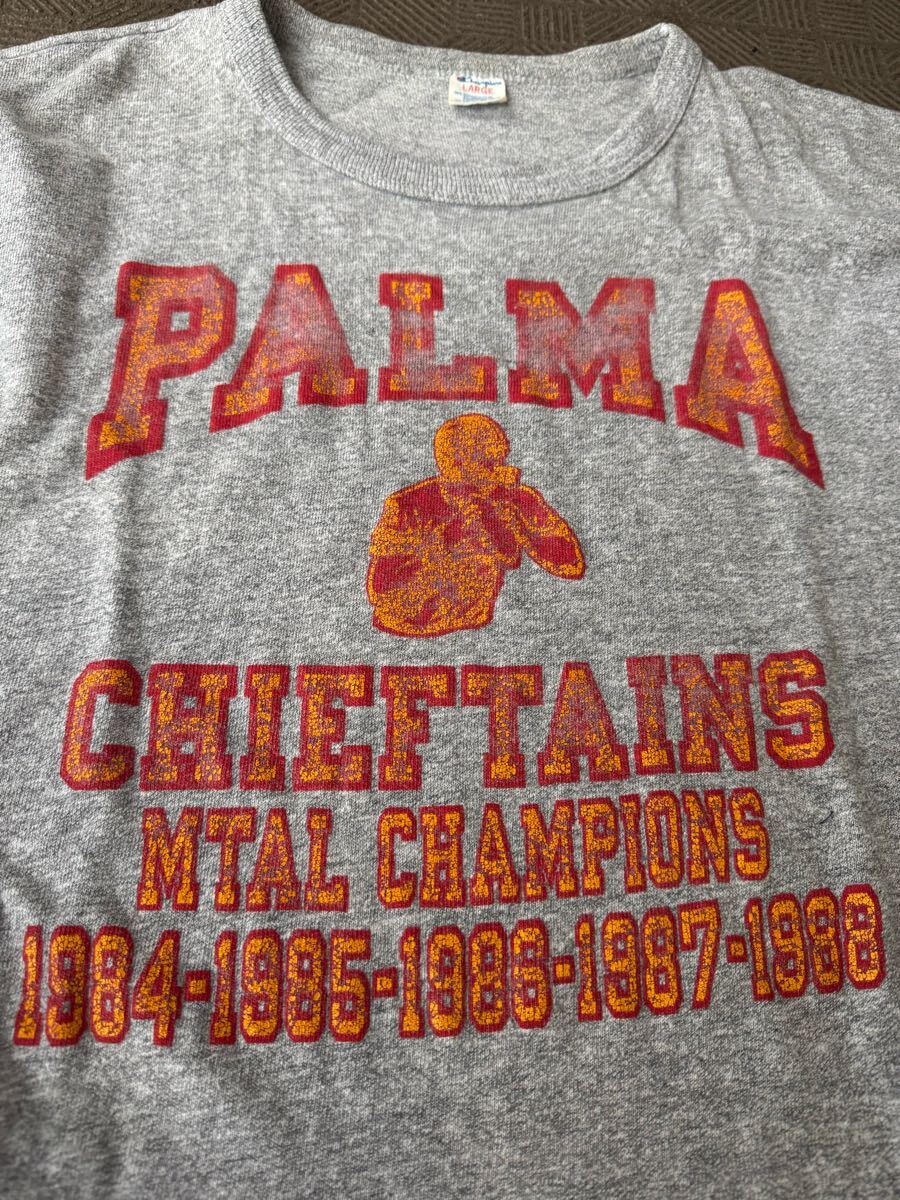 Champion
LARGE
PALMA
CHIEFTAINS
MTAL CHAMPIONS
1984-1985-1986-1987-1988